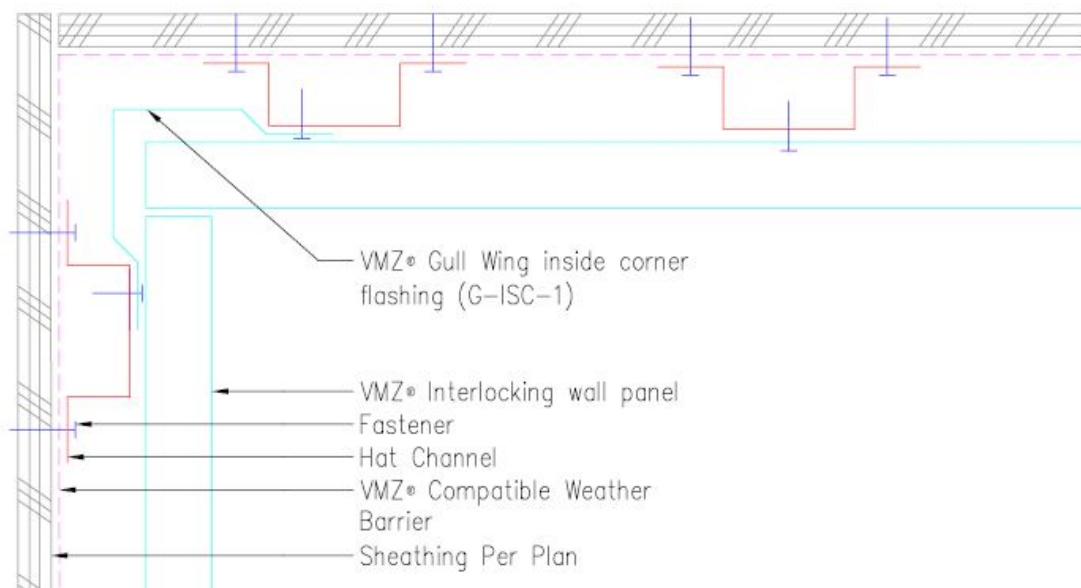 VMZ® Gull Wing inside corner
flashing (G-ISC-1)
VMZ® Interlocking wall panel
Fastener
Hat Channel
VMZ® Compatible Weather
Barrier
Sheathing Per Plan